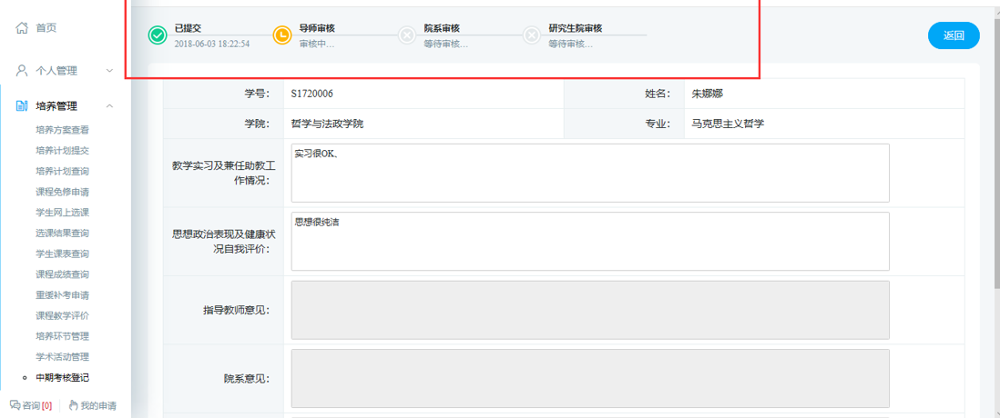 首页
个人管理
培养管理
培养方案查看
培养计划提交
培养计划查询
课程免修申请
学生网上选课
选课结果查询
学生课表查询
课程成绩查询
重缓补考申请
课程教学评价
培养环节管理
学术活动管理
中期考核登记
咨询[0] 我的申请
已提交
2018-06-03 18:22:54
导师审核
审核中...
院系审核
等待审核...
研究生院审核
等待审核...
返回
学号： S1720006 姓名： 朱娜娜
学院： 哲学与法政学院 专业： 马克思主义哲学
教学实习及兼任助教工
作情况：
实习很OK、
思想政治表现及健康状
况自我评价：
思想很纯洁
指导教师意见：
院系意见：